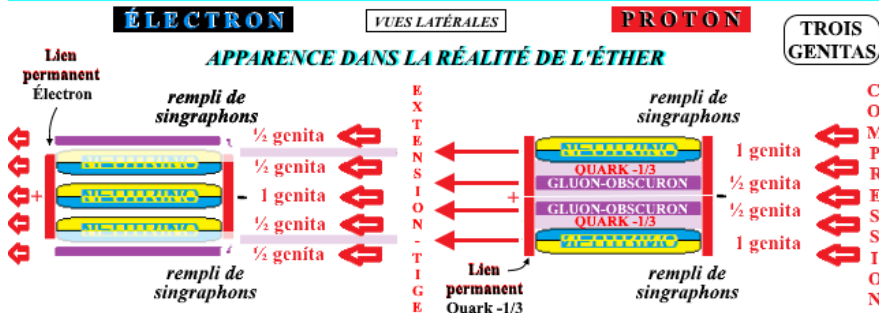 ÉLECTRON
VUES LATÉRALES
PROTON
TROIS
GENITAS
APPARENCE DANS LA RÉALITÉ DE L'ÉTHER
Lien
permanent
Électron
rempli de
singraphons
½ genita
½ genita
1 genita
½ genita
½ genita
+
-
NEUTRINO
NEUTRINO
NEUTRINO
rempli de
singraphons
EXTENSION-TIGE
rempli de
singraphons
NEUTRINO
QUARK -1/3
GLUON-OBSCURON
GLUON-OBSCURON
QUARK -1/3
NEUTRINO
+
-
1 genita
½ genita
½ genita
1 genita
Lien
permanent
Quark -1/3
rempli de
singraphons
COMPRESSION